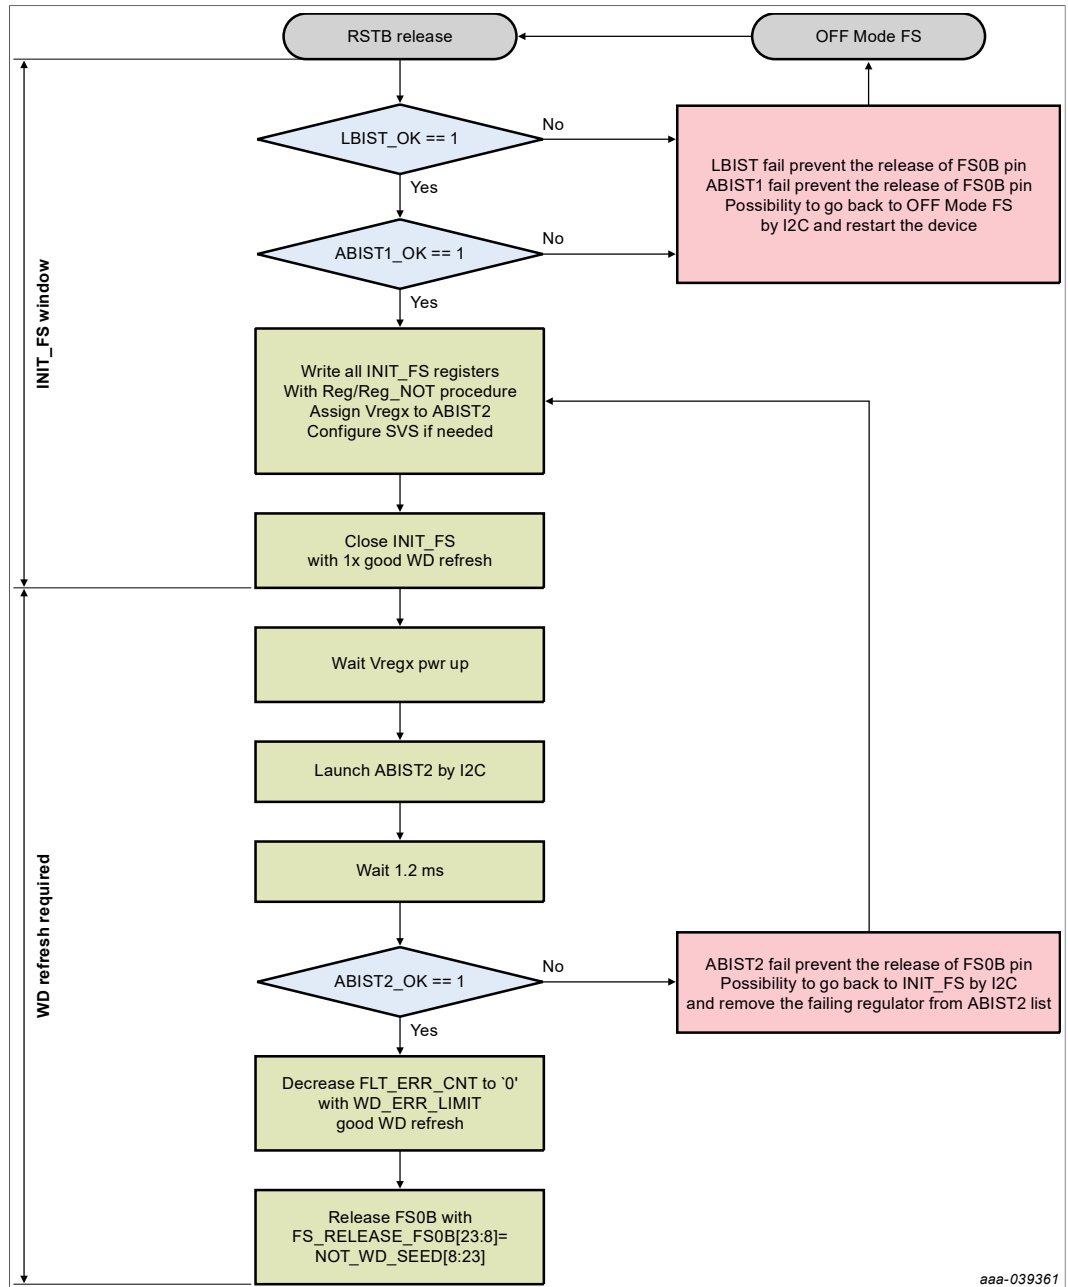 RSTB release
OFF Mode FS
LBIST_OK == 1
No
Yes
LBIST fail prevent the release of FS0B pin
ABIST1 fail prevent the release of FS0B pin
Possibility to go back to OFF Mode FS
by I2C and restart the device
ABIST1_OK == 1
No
Yes
INIT_FS window
Write all INIT_FS registers
With Reg/Reg_NOT procedure
Assign Vregx to ABIST2
Configure SVS if needed
Close INIT_FS
with 1x good WD refresh
Wait Vregx pwr up
Launch ABIST2 by I2C
Wait 1.2 ms
WD refresh required
ABIST2_OK == 1
No
Yes
ABIST2 fail prevent the release of FS0B pin
Possibility to go back to INIT_FS by I2C
and remove the failing regulator from ABIST2 list
Decrease FLT_ERR_CNT to `0'
with WD_ERR_LIMIT
good WD refresh
Release FS0B with
FS_RELEASE_FS0B[23:8]=
NOT_WD_SEED[8:23]
aaa-039361